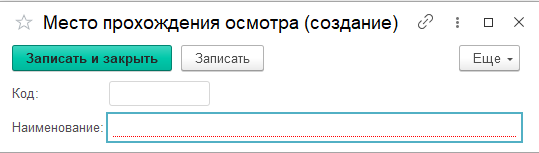 Место прохождения осмотра (создание)
Записать и закрыть Записать Еще
Код:
Наименование: